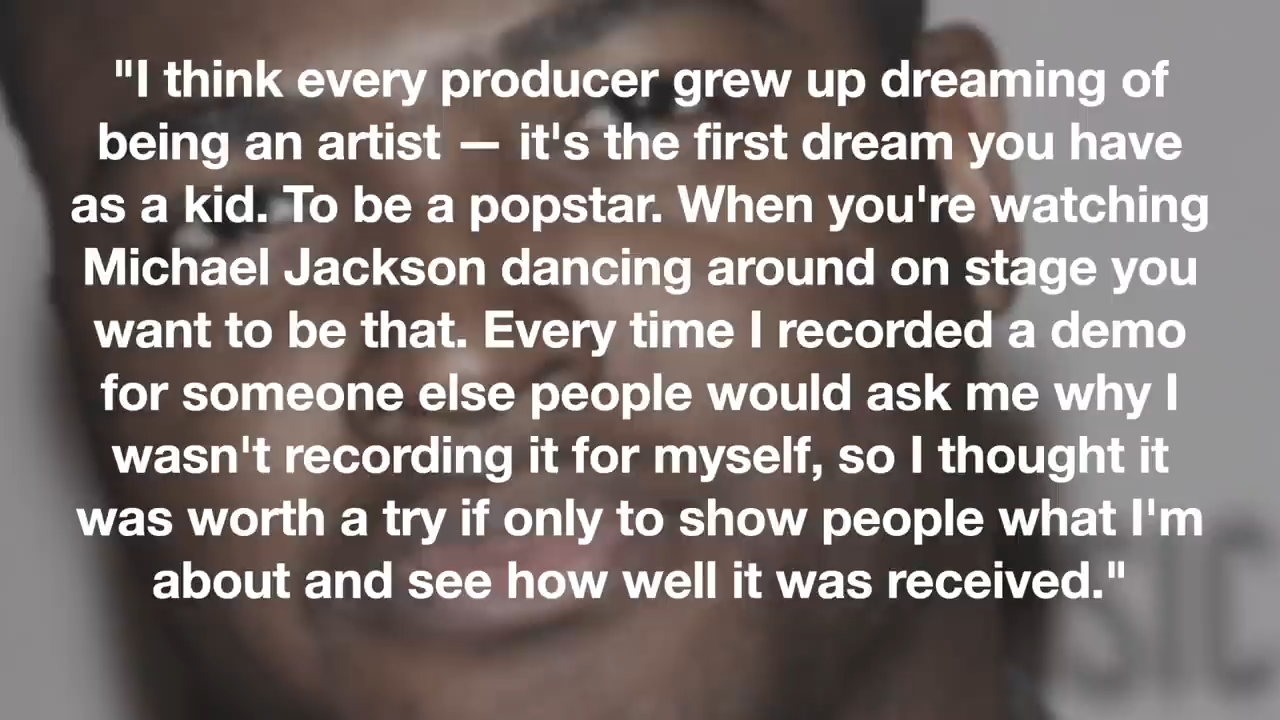 "I think every producer grew up dreaming of
being an artist — it's the first dream you have
as a kid. To be a popstar. When you're watching
Michael Jackson dancing around on stage you
want to be that. Every time I recorded a demo
for someone else people would ask me why I
wasn't recording it for myself, so I thought it
was worth a try if only to show people what I'm
about and see how well it was received."